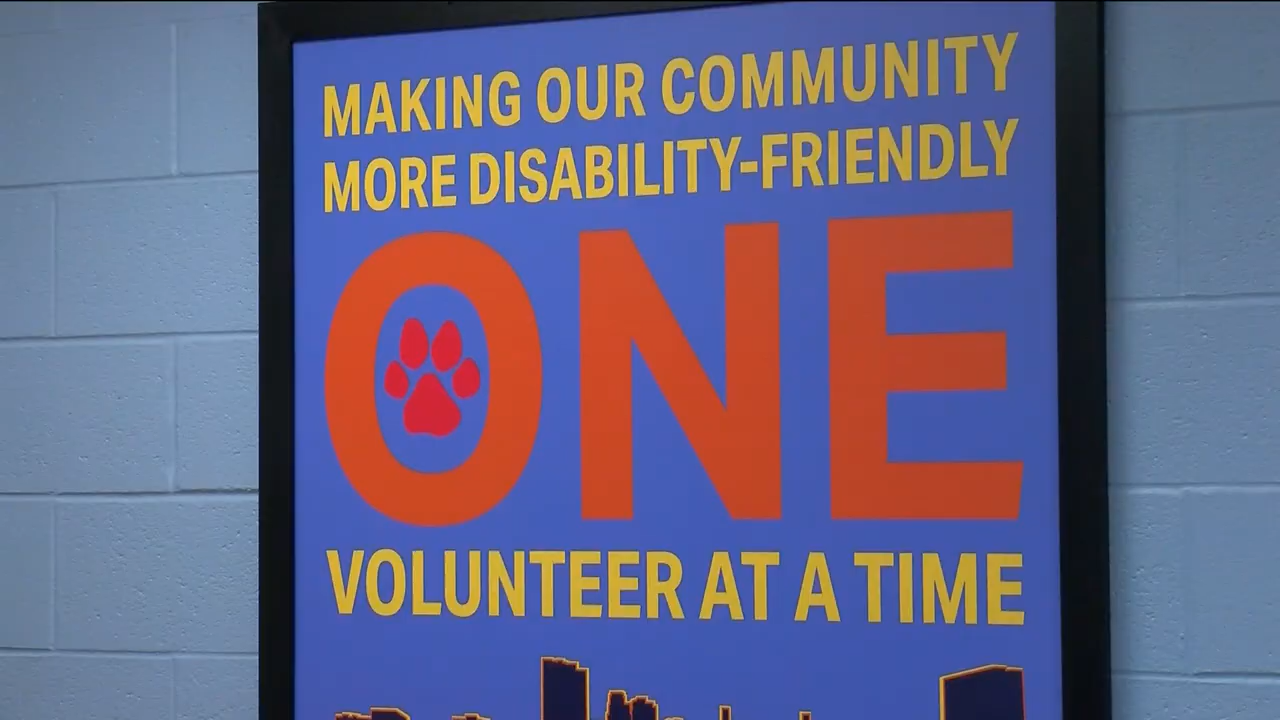 MAKING OUR COMMUNITY
MORE DISABILITY-FRIENDLY
ONE
VOLUNTEER AT A TIME